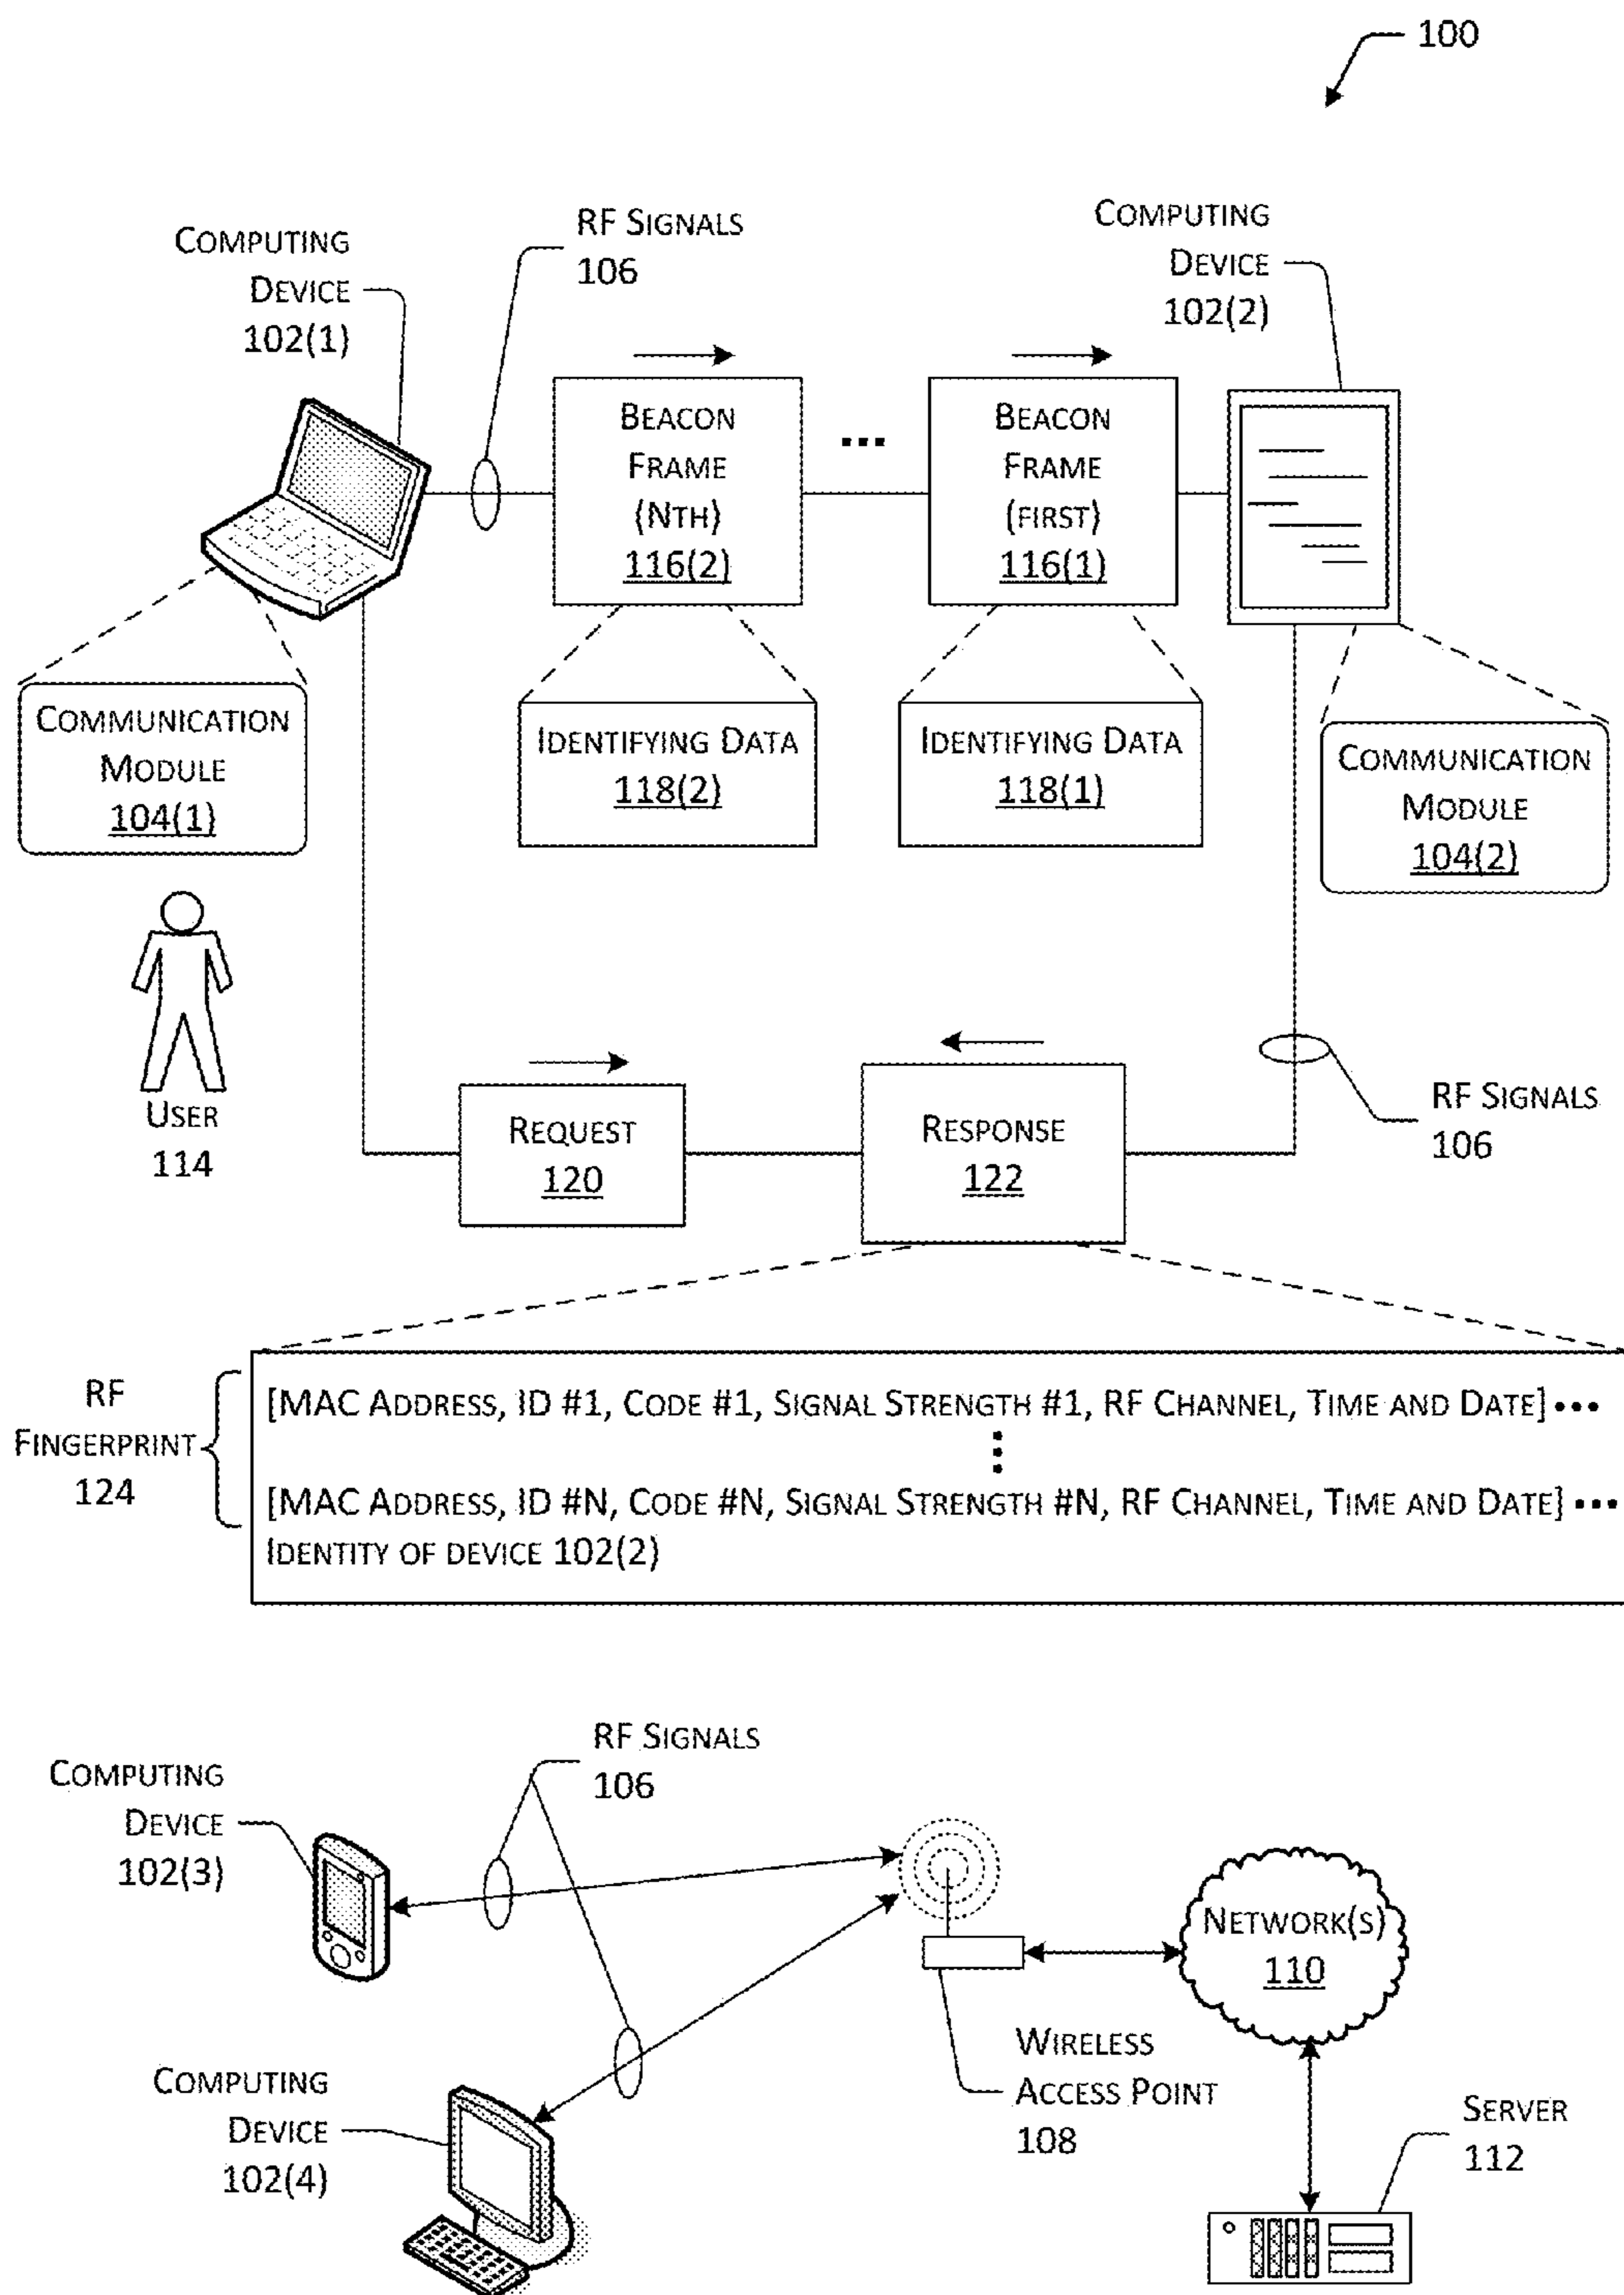 100
RF Signals
106
Computing
Device
102(1)
Computing
Device
102(2)
Beacon
Frame
(Nth)
116(2)
...
Beacon
Frame
(first)
116(1)
Communication
Module
104(1)
Identifying Data
118(2)
Identifying Data
118(1)
Communication
Module
104(2)
User
114
Request
120
Response
122
RF Signals
106
RF
Fingerprint
124
[MAC Address, ID #1, Code #1, Signal Strength #1, RF Channel, Time and Date] ...
[MAC Address, ID #N, Code #N, Signal Strength #N, RF Channel, Time and Date] ...
Identity of device 102(2)
RF Signals
106
Computing
Device
102(3)
Network(s)
110
Computing
Device
102(4)
Wireless
Access Point
108
Server
112